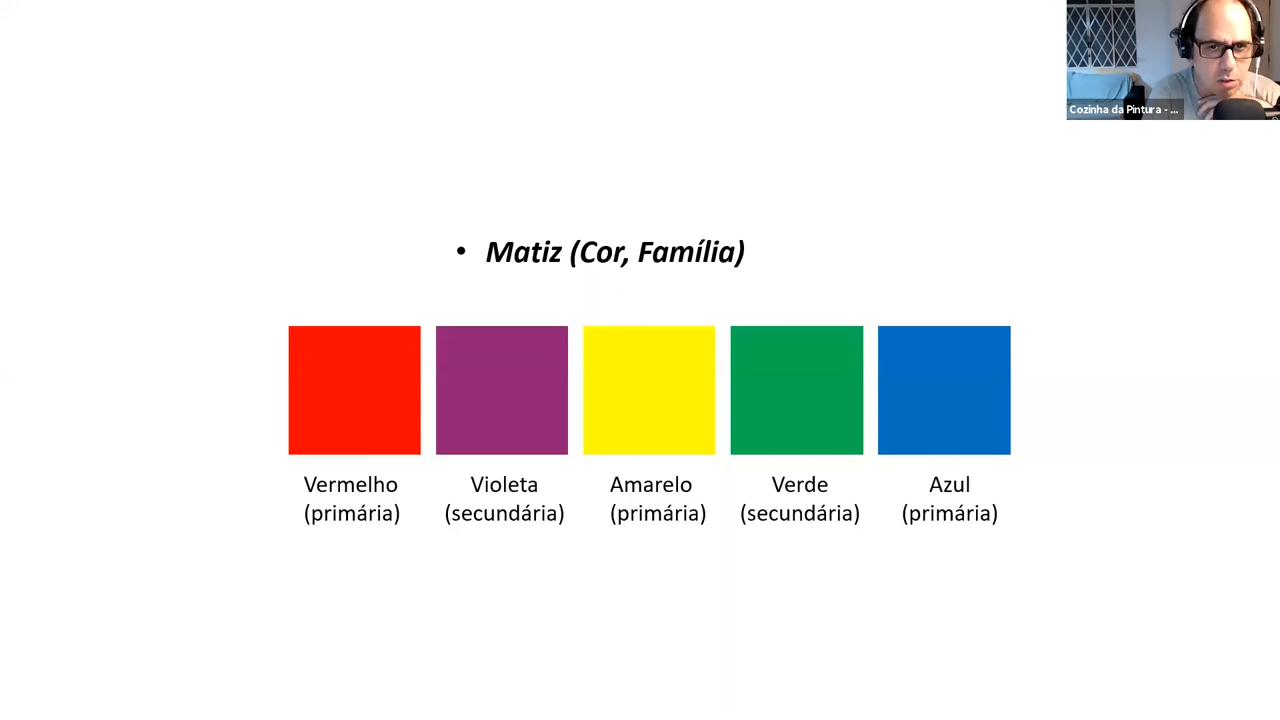 Cozinha da Pintura - ...
• Matiz (Cor, Família)
Vermelho
(primária)
Violeta
(secundária)
Amarelo
(primária)
Verde
(secundária)
Azul
(primária)